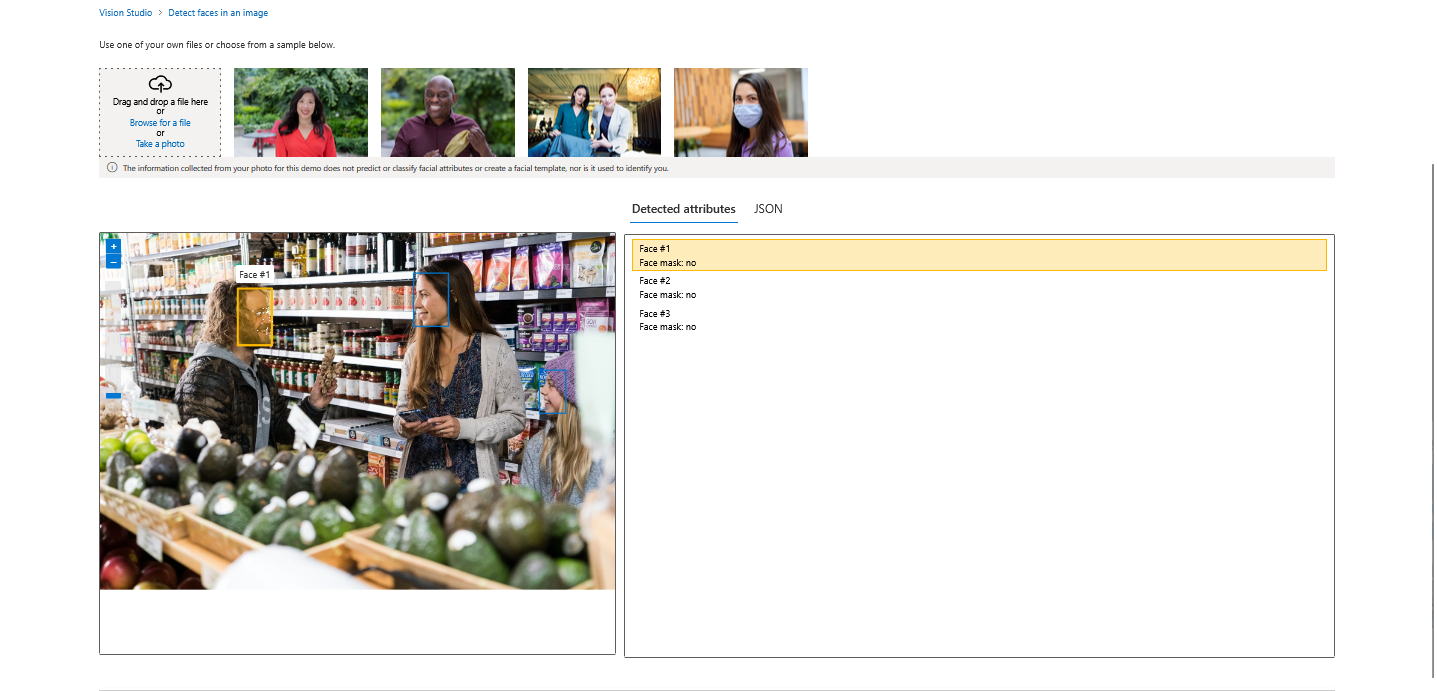 Vision Studio > Detect faces in an image
Use one of your own files or choose from a sample below.
Drag and drop a file here
or
Browse for a file
or
Take a photo
The information collected from your photo for this demo does not predict or classify facial attributes or create a facial template, nor is it used to identify you.
Detected attributes JSON
+
−
Face #1
Face #1
Face mask: no
Face #2
Face mask: no
Face #3
Face mask: no